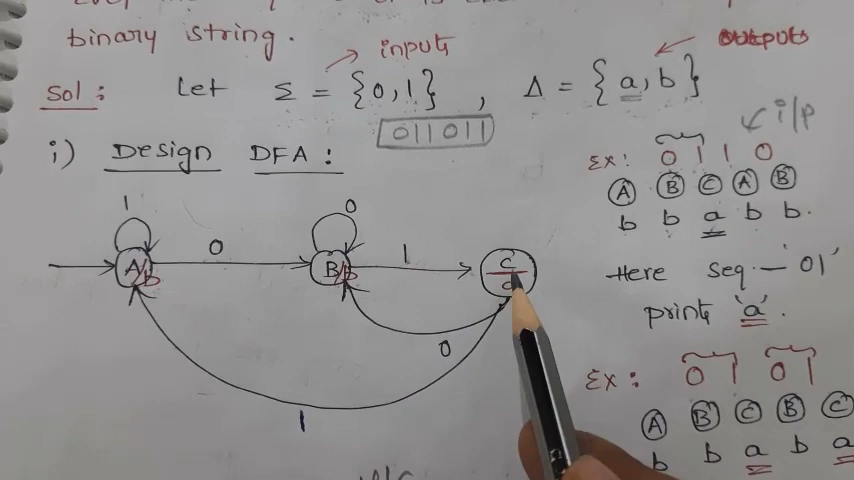 binary string.
inputs
outputs
Sol: Let Σ = {0,1} , Δ = {a,b}
011011
i) Design DFA:
1
0
0
1
A/b
B/b
C
0
1
i/p
Ex: 0 1 1 0
A B C A B
b b a b b.
Here seq — '01'
print 'a'.
Ex: 0 1 0 1
A B C B C
b b a b a